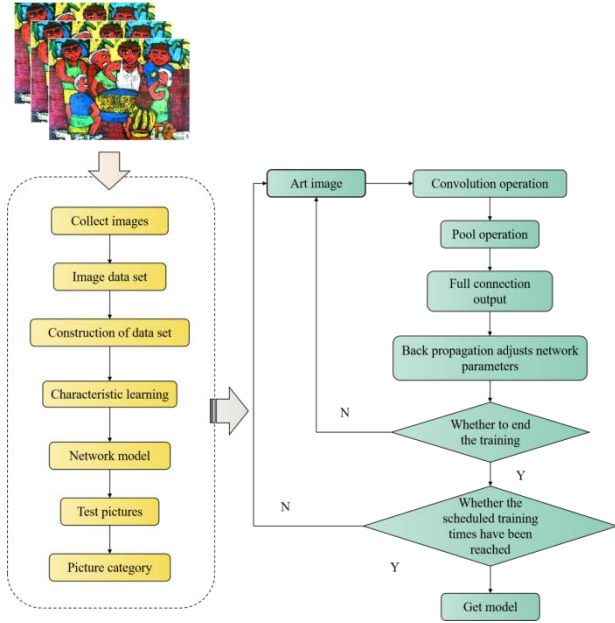 Collect images
Image data set
Construction of data set
Characteristic learning
Network model
Test pictures
Picture category
Art image
Convolution operation
Pool operation
Full connection
output
Back propagation adjusts network
parameters
N
Whether to end
the training
Y
N
Whether the
scheduled training
times have been
reached
Y
Get model